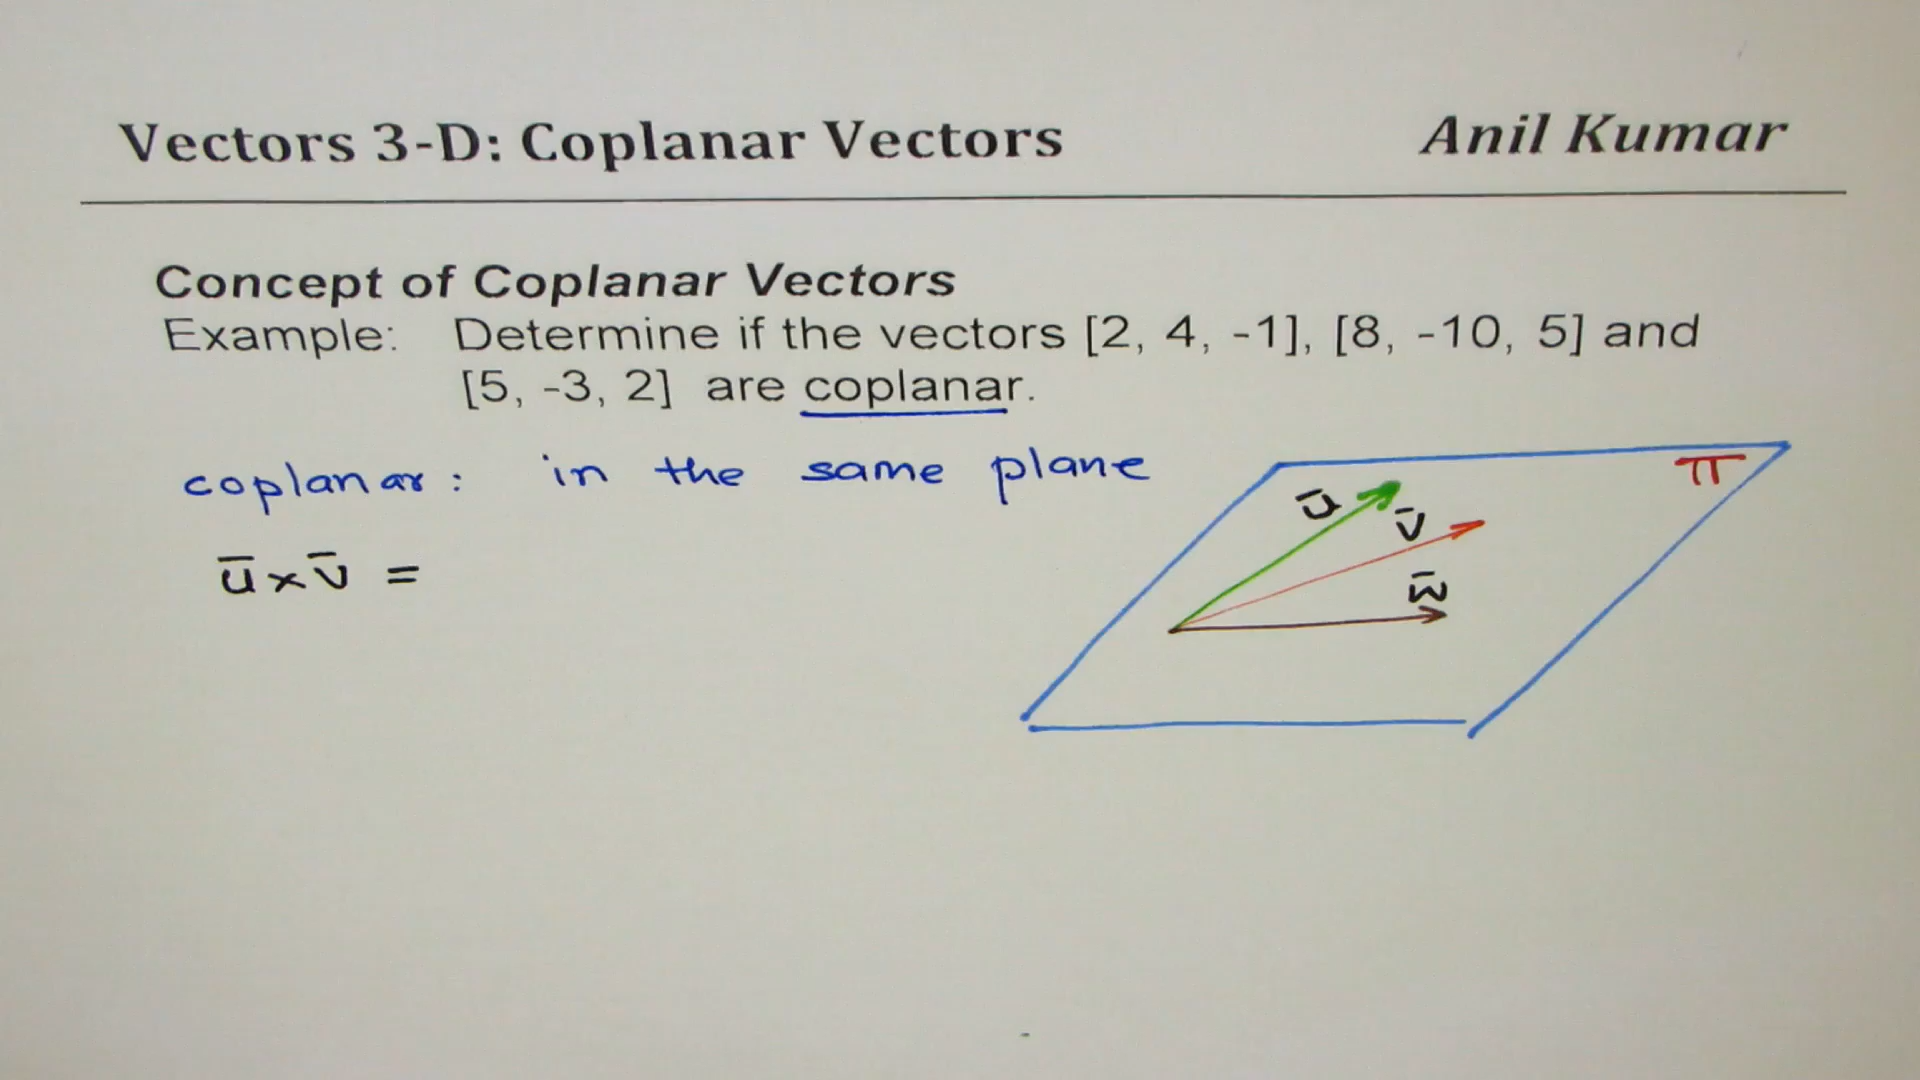 Vectors 3-D: Coplanar Vectors Anil Kumar
Concept of Coplanar Vectors
Example: Determine if the vectors [2, 4, -1], [8, -10, 5] and
[5, -3, 2] are coplanar.
coplanar: in the same plane
π
u̅
v̅
w̅
u̅ × v̅ =